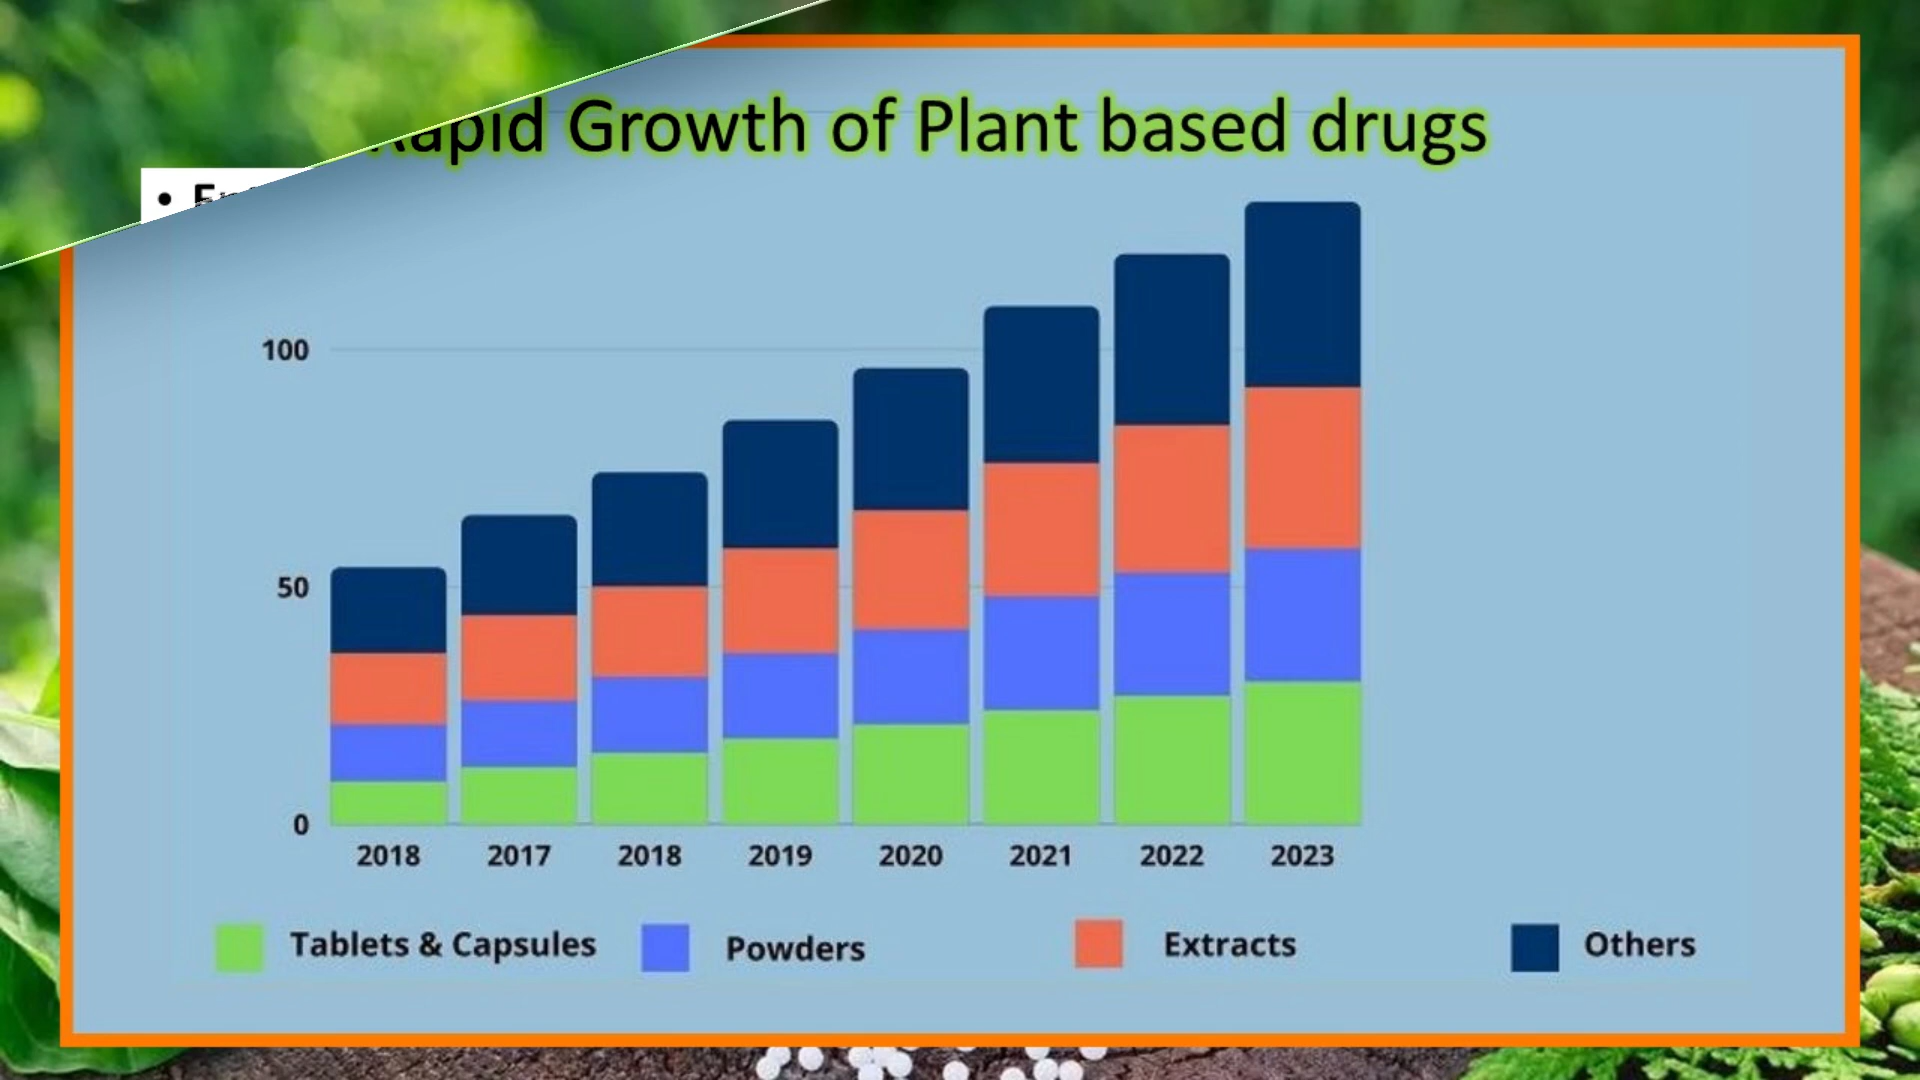 Rapid Growth of Plant based drugs
•
100
50
0
2018 2017 2018 2019 2020 2021 2022 2023
Tablets & Capsules Powders Extracts Others